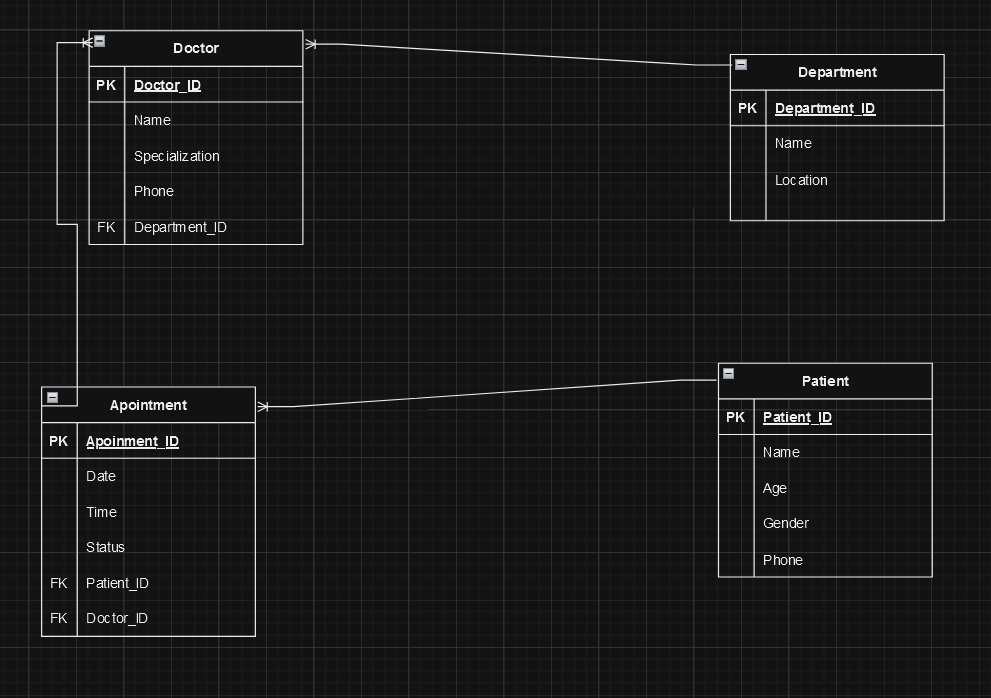 Doctor
PK Doctor_ID
Name
Specialization
Phone
FK Department_ID
Department
PK Department_ID
Name
Location
Apointment
PK Apoinment_ID
Date
Time
Status
FK Patient_ID
FK Doctor_ID
Patient
PK Patient_ID
Name
Age
Gender
Phone